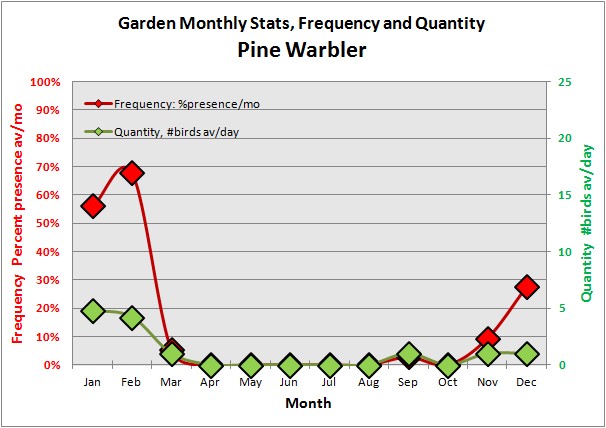 Garden Monthly Stats, Frequency and Quantity
Pine Warbler
Frequency: %presence/mo
Quantity, #birds av/day
Frequency  Percent presence av/mo
100%
90%
80%
70%
60%
50%
40%
30%
20%
10%
0%
25
20
15
10
5
0
Quantity  #birds av/day
Jan Feb Mar Apr May Jun Jul Aug Sep Oct Nov Dec
Month